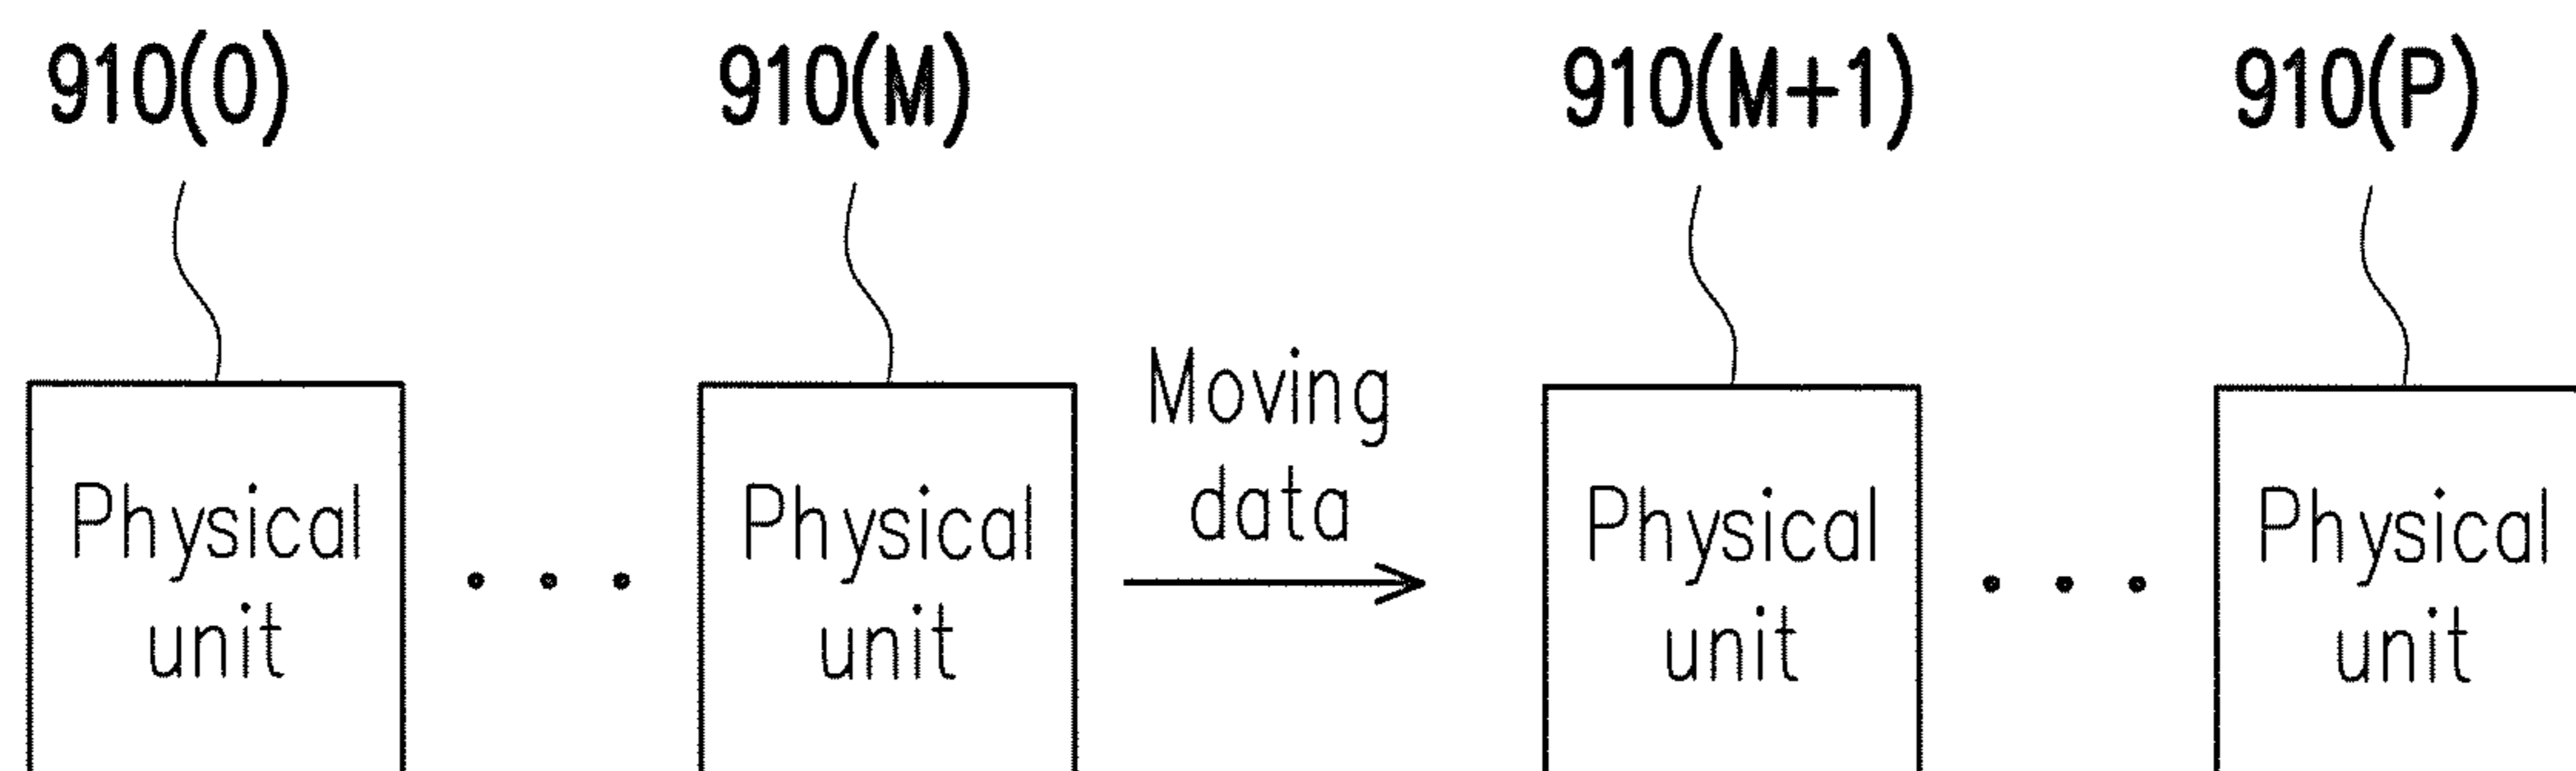 910(0) 910(M) 910(M+1) 910(P)
Moving
data
Physical
unit
Physical
unit
Physical
unit
Physical
unit